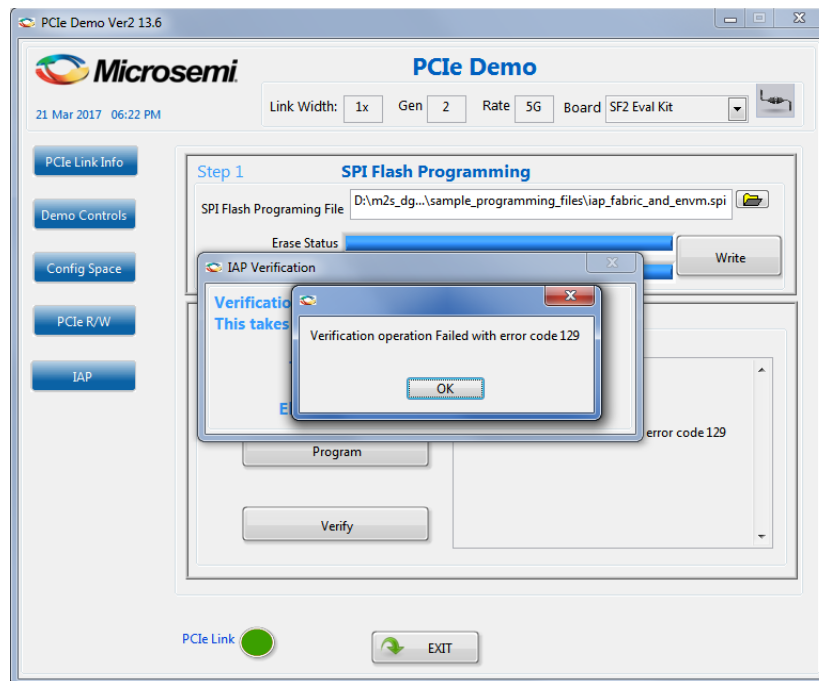 PCIe Demo Ver2 13.6
Microsemi.
PCIe Demo
21 Mar 2017 06:22 PM
Link Width: 1x Gen 2 Rate 5G Board SF2 Eval Kit
PCIe Link Info
Demo Controls
Config Space
PCIe R/W
IAP
Step 1 SPI Flash Programming
SPI Flash Programing File D:\m2s_dg...\sample_programming_files\iap_fabric_and_envm.spi
Erase Status
Write
IAP Verification
Verificatio
This takes
Verification operation Failed with error code 129
OK
error code 129
Program
Verify
PCIe Link
EXIT